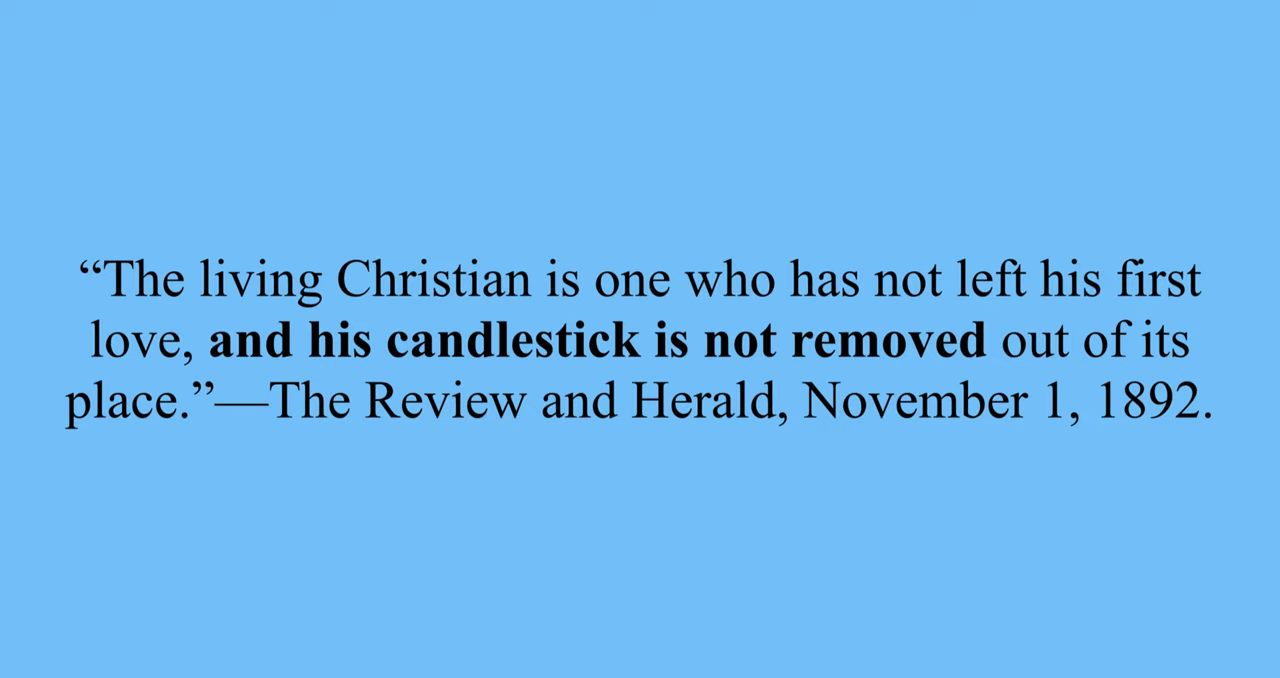 “The living Christian is one who has not left his first
love, and his candlestick is not removed out of its
place.”—The Review and Herald, November 1, 1892.